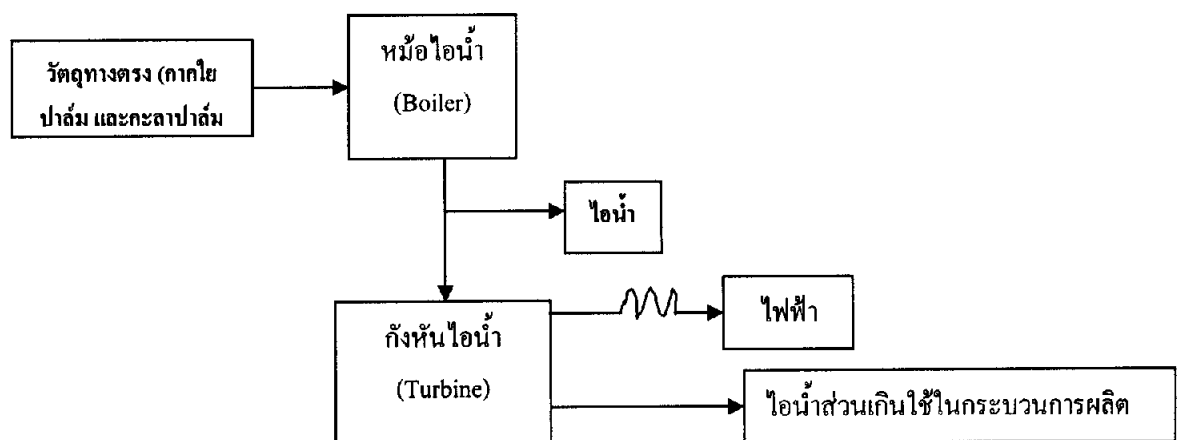 วัตถุทางตรง (กากใย
ปาล์ม และกะลาปาล์ม
หม้อไอน้ำ
(Boiler)
ไอน้ำ
กังหันไอน้ำ
(Turbine)
ไฟฟ้า
ไอน้ำส่วนเกินใช้ในกระบวนการผลิต